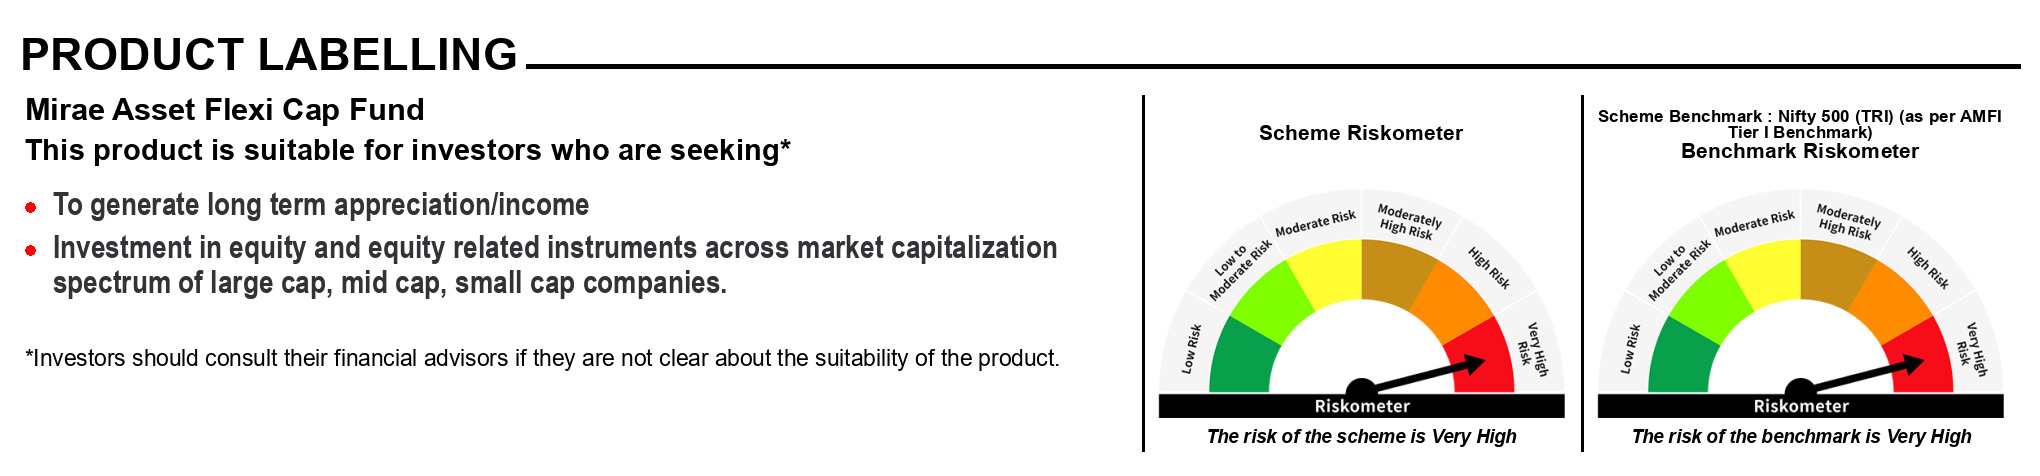 PRODUCT LABELLING
Mirae Asset Flexi Cap Fund
This product is suitable for investors who are seeking*
To generate long term appreciation/income
Investment in equity and equity related instruments across market capitalization
spectrum of large cap, mid cap, small cap companies.
*Investors should consult their financial advisors if they are not clear about the suitability of the product.
Scheme Riskometer
Low Risk
Low to
Moderate Risk
Moderate Risk
Moderately
High Risk
High Risk
Very High
Risk
Riskometer
The risk of the scheme is Very High
Scheme Benchmark : Nifty 500 (TRI) (as per AMFI
Tier I Benchmark)
Benchmark Riskometer
Low Risk
Low to
Moderate Risk
Moderate Risk
Moderately
High Risk
High Risk
Very High
Risk
Riskometer
The risk of the benchmark is Very High